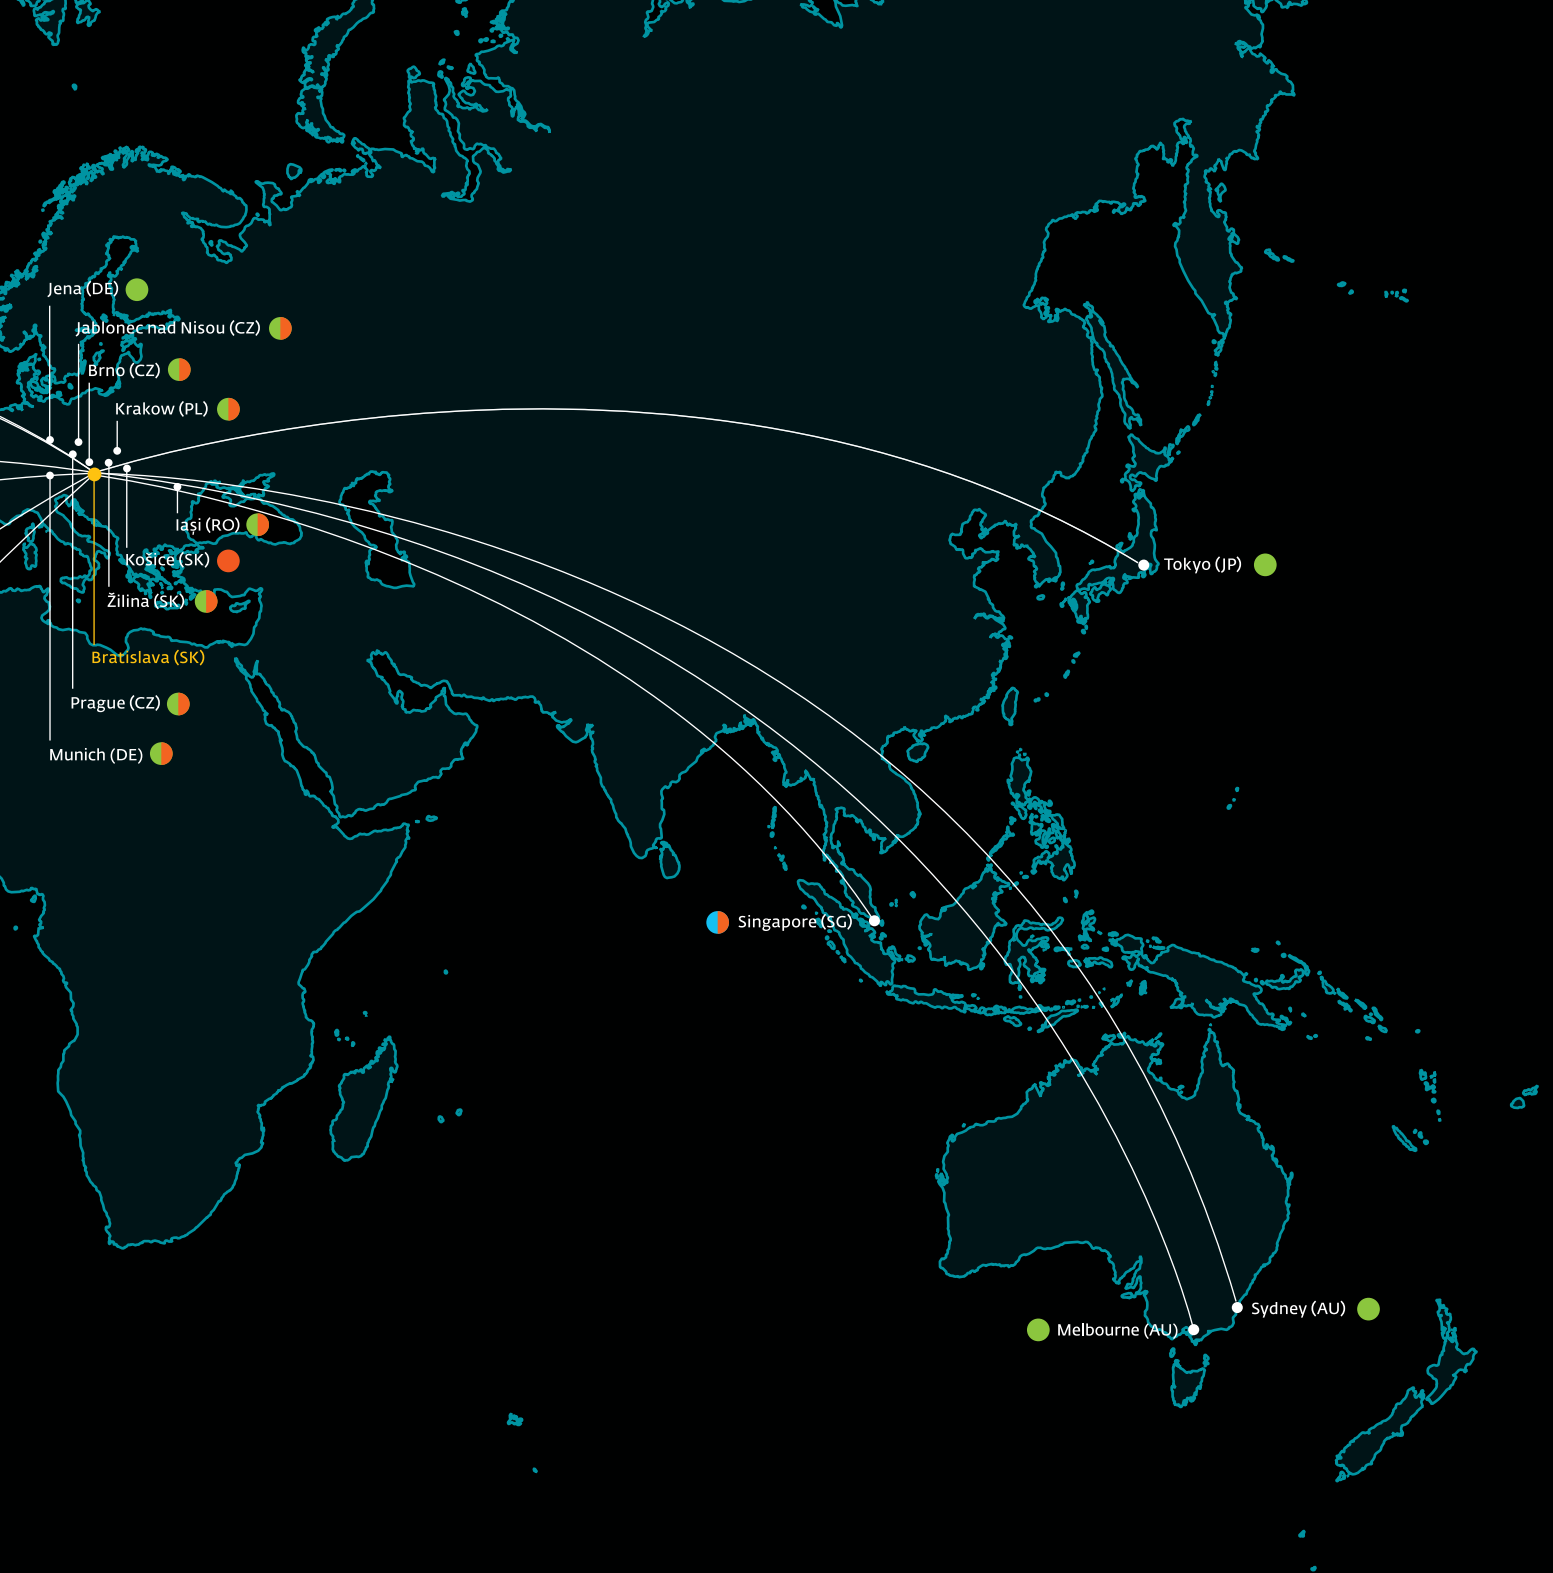 Jena (DE)
Jablonec nad Nisou (CZ)
Brno (CZ)
Krakow (PL)
Iași (RO)
Košice (SK)
Tokyo (JP)
Žilina (SK)
Bratislava (SK)
Prague (CZ)
Munich (DE)
Singapore (SG)
Sydney (AU)
Melbourne (AU)